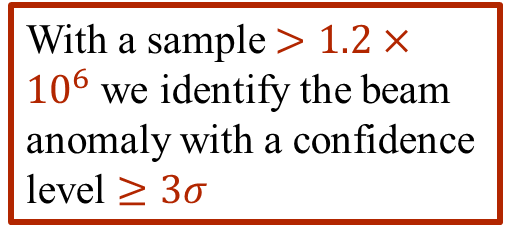 With a sample > 1.2 ×
10⁶ we identify the beam
anomaly with a confidence
level ≥ 3σ